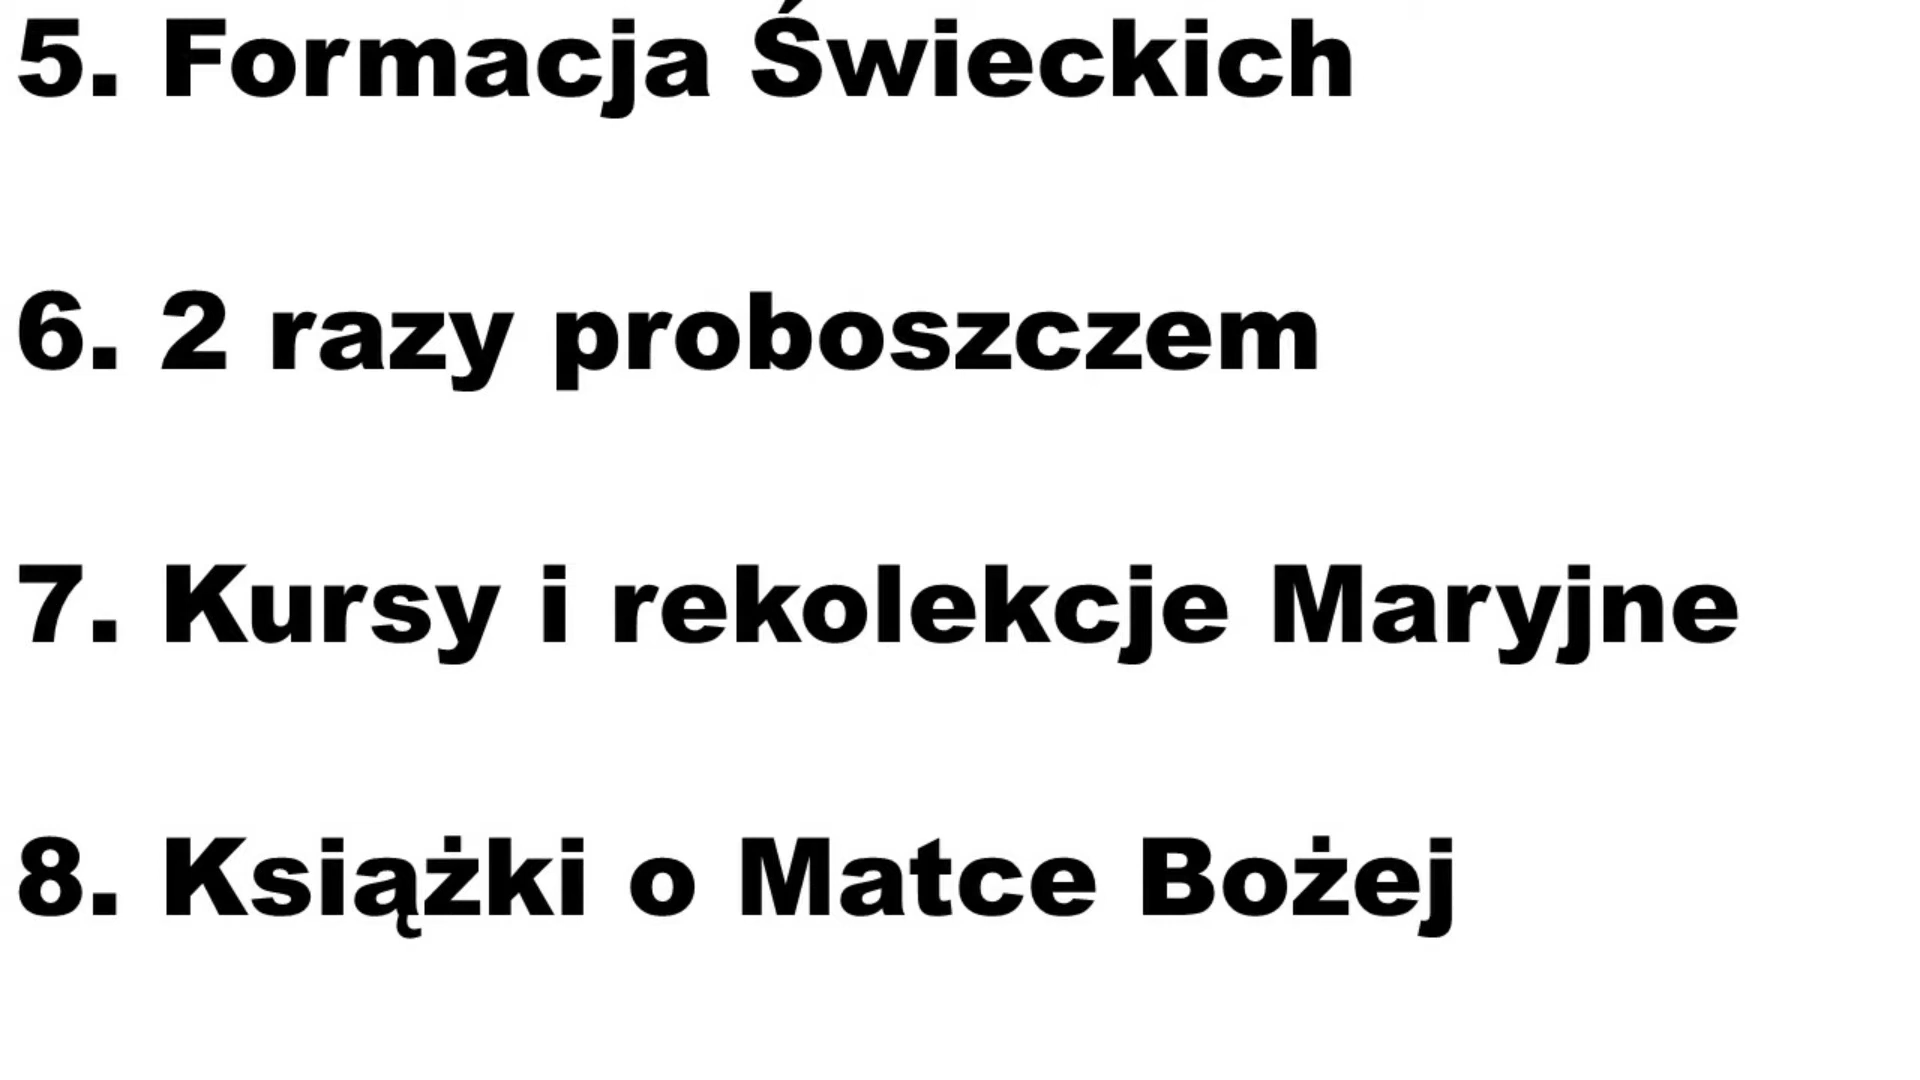 5. Formacja Świeckich
6. 2 razy proboszczem
7. Kursy i rekolekcje Maryjne
8. Książki o Matce Bożej